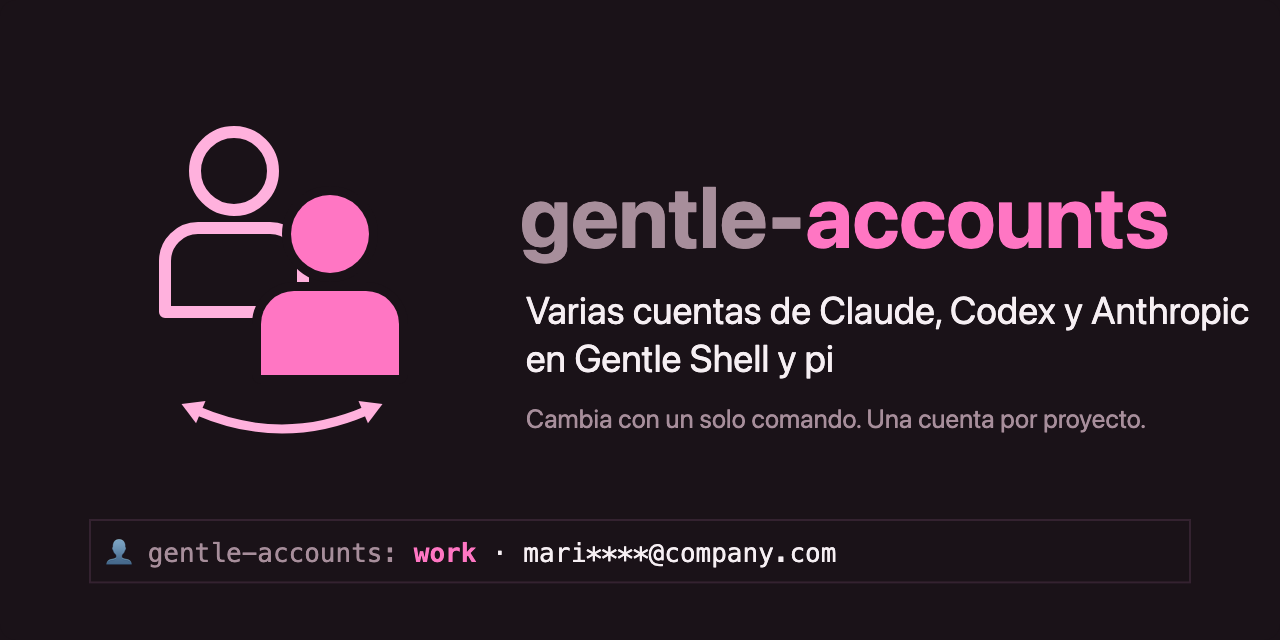 gentle-accounts
Varias cuentas de Claude, Codex y Anthropic
en Gentle Shell y pi
Cambia con un solo comando. Una cuenta por proyecto.
gentle-accounts: work · mari****@company.com